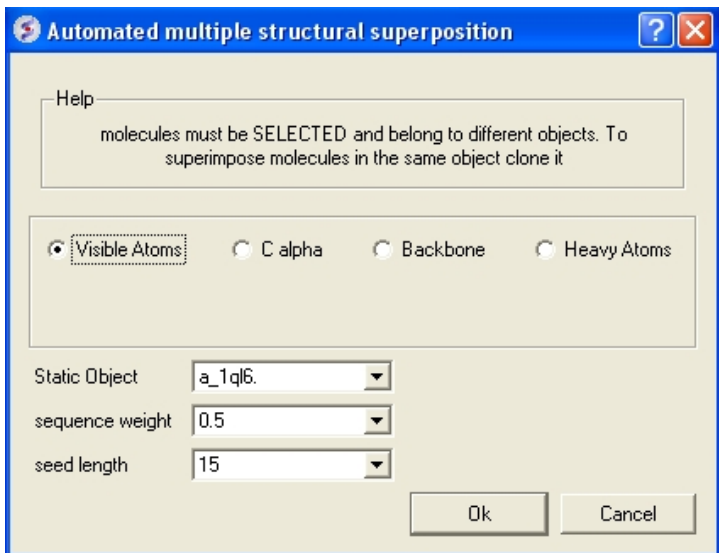 Automated multiple structural superposition
Help
molecules must be SELECTED and belong to different objects. To
superimpose molecules in the same object clone it
Visible Atoms C alpha Backbone Heavy Atoms
Static Object a_1ql6.
sequence weight 0.5
seed length 15
Ok Cancel